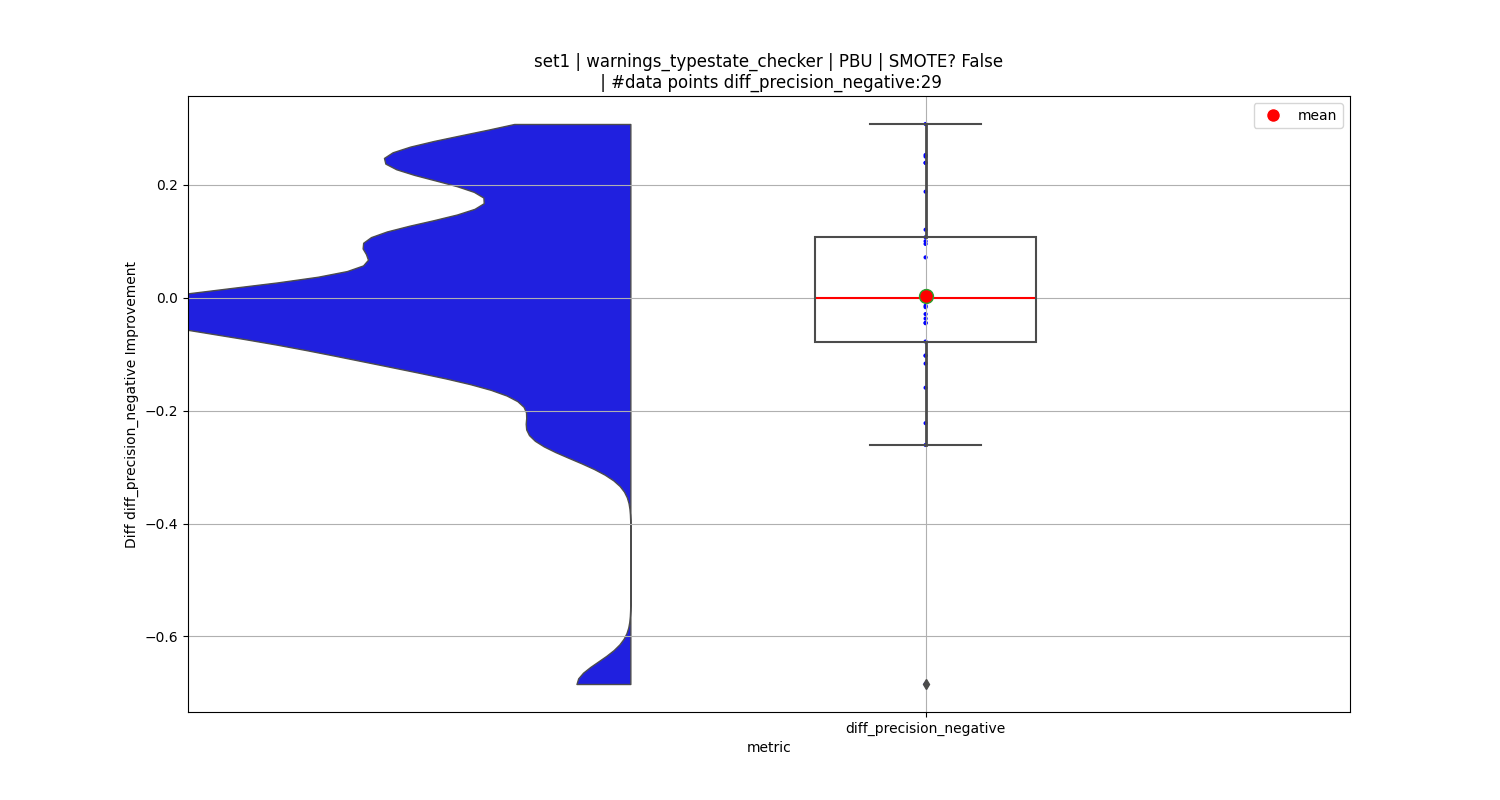 set1 | warnings_typestate_checker | PBU | SMOTE? False
| #data points diff_precision_negative:29
mean
0.2
0.0
−0.2
−0.4
−0.6
Diff diff_precision_negative Improvement
diff_precision_negative
metric